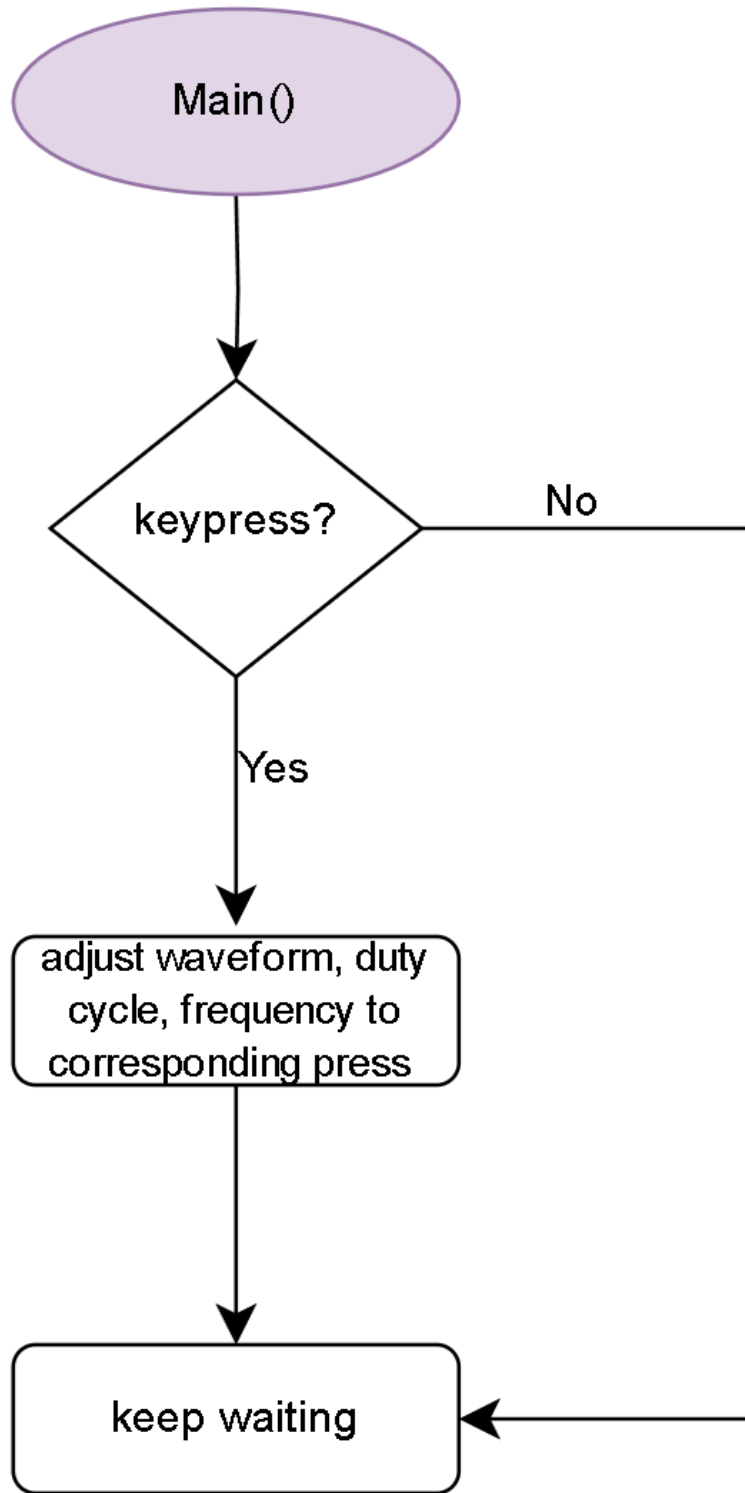 Main()
keypress?
No
Yes
adjust waveform, duty
cycle, frequency to
corresponding press
keep waiting